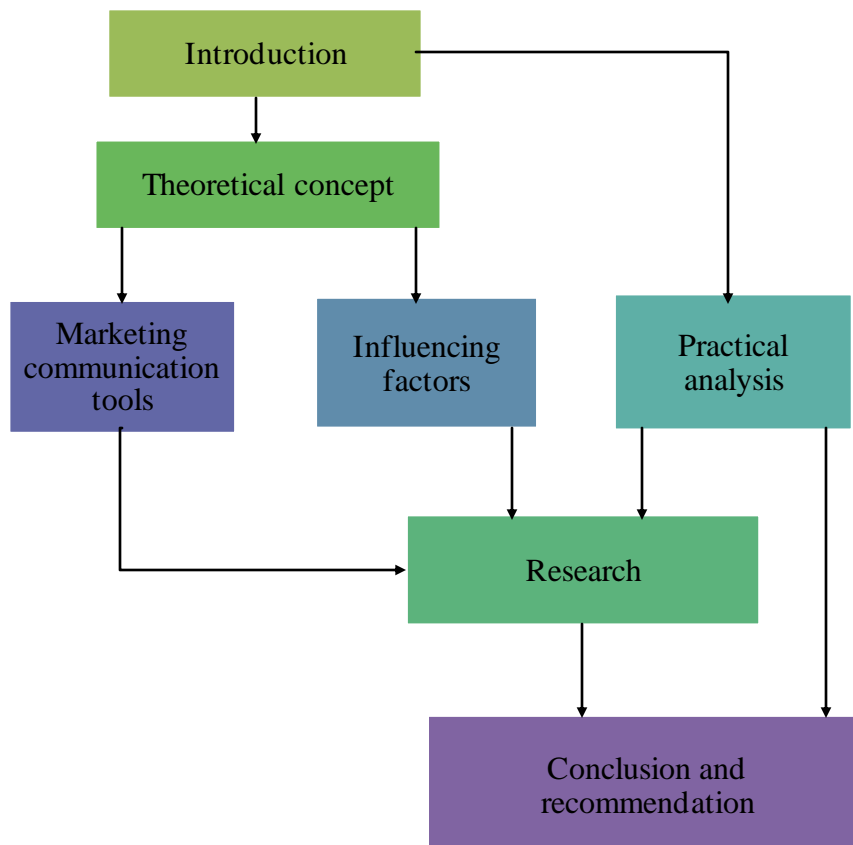 Introduction
Theoretical concept
Marketing
communication
tools
Influencing
factors
Practical
analysis
Research
Conclusion and
recommendation